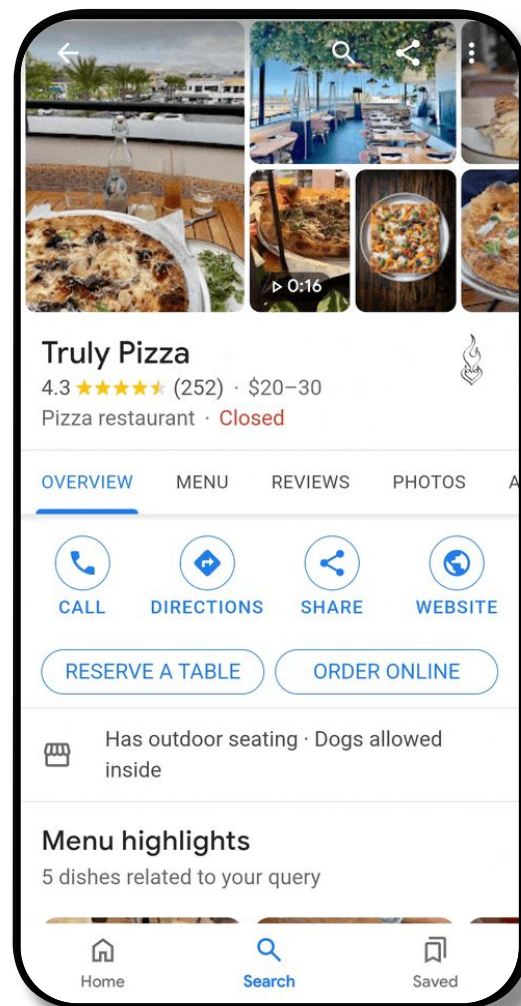 0:16
Truly Pizza
4.3 (252) · $20–30
Pizza restaurant · Closed
OVERVIEW MENU REVIEWS PHOTOS A
CALL DIRECTIONS SHARE WEBSITE
RESERVE A TABLE ORDER ONLINE
Has outdoor seating · Dogs allowed
inside
Menu highlights
5 dishes related to your query
Home Search Saved